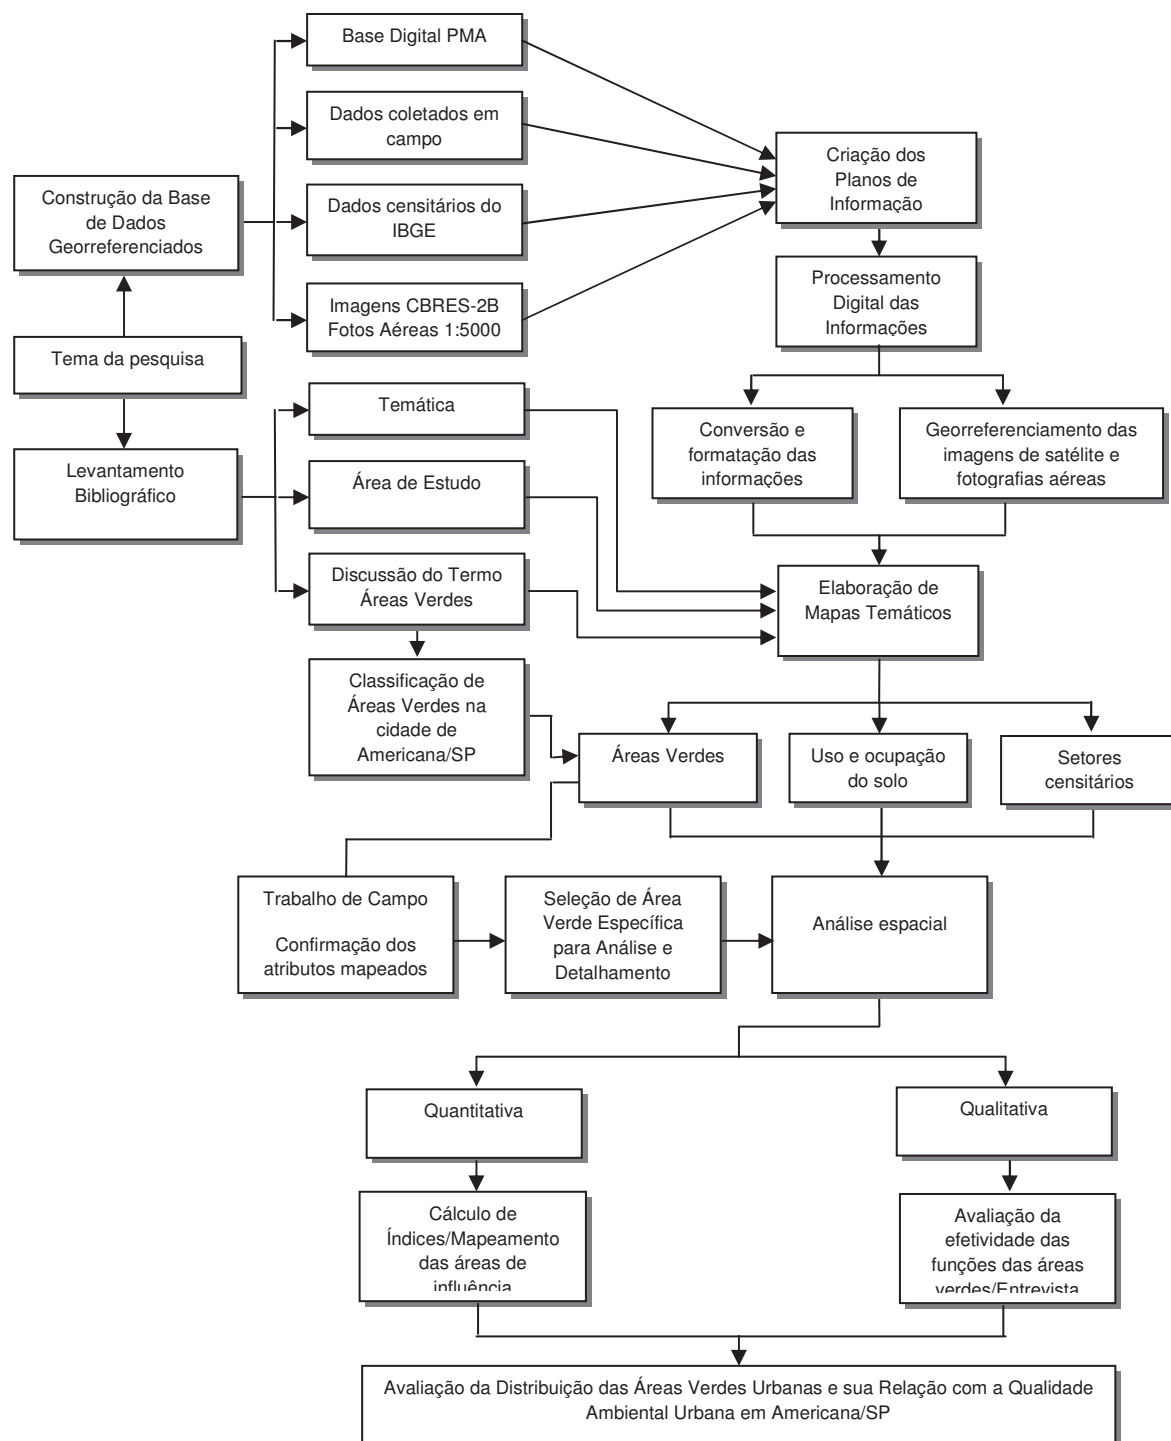 Base Digital PMA
Dados coletados em
campo
Dados censitários do
IBGE
Imagens CBRES-2B
Fotos Aéreas 1:5000
Construção da Base
de Dados
Georreferenciados
Tema da pesquisa
Levantamento
Bibliográfico
Criação dos
Planos de
Informação
Processamento
Digital das
Informações
Temática
Área de Estudo
Discussão do Termo
Áreas Verdes
Classificação de
Áreas Verdes na
cidade de
Americana/SP
Conversão e
formatação das
informações
Georreferenciamento das
imagens de satélite e
fotografias aéreas
Elaboração de
Mapas Temáticos
Áreas Verdes
Uso e ocupação
do solo
Setores
censitários
Trabalho de Campo
Confirmação dos
atributos mapeados
Seleção de Área
Verde Específica
para Análise e
Detalhamento
Análise espacial
Quantitativa
Qualitativa
Cálculo de
Índices/Mapeamento
das áreas de
influência
Avaliação da
efetividade das
funções das áreas
verdes/Entrevista
Avaliação da Distribuição das Áreas Verdes Urbanas e sua Relação com a Qualidade
Ambiental Urbana em Americana/SP